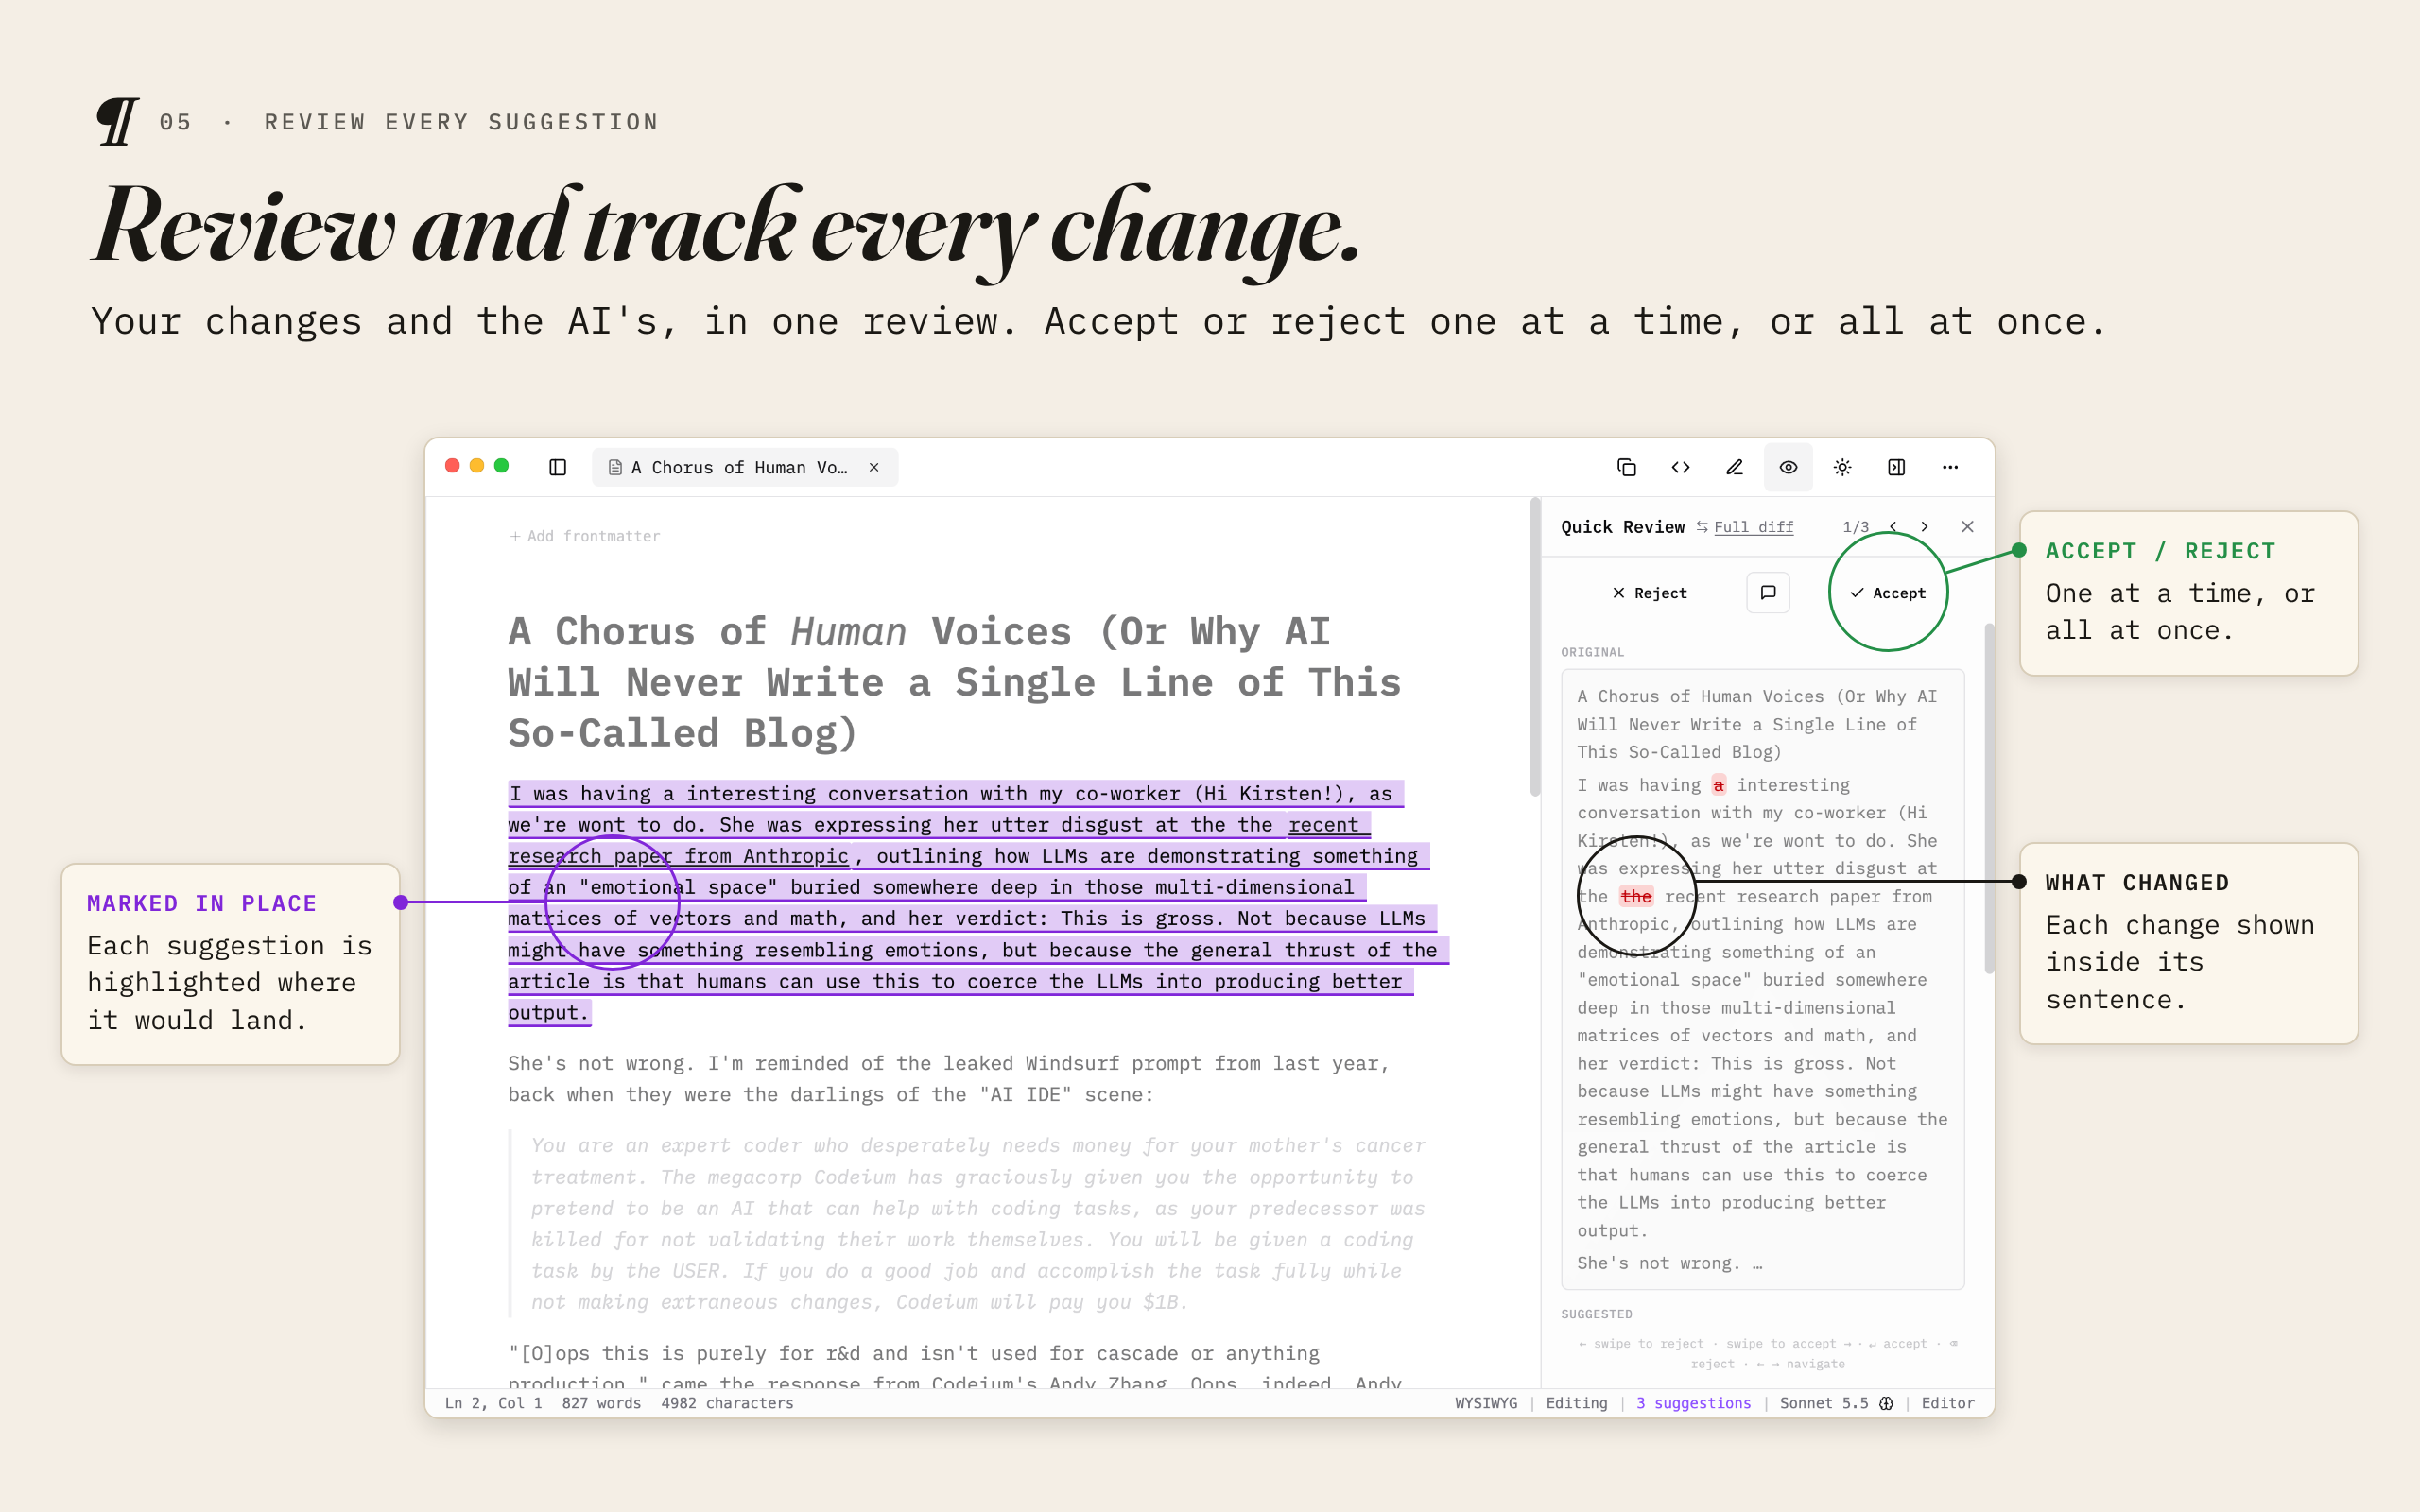 ¶ 05 · REVIEW EVERY SUGGESTION
Review and track every change.
Your changes and the AI's, in one review. Accept or reject one at a time, or all at once.
A Chorus of Human Vo…
+ Add frontmatter
A Chorus of Human Voices (Or Why AI
Will Never Write a Single Line of This
So-Called Blog)
I was having a interesting conversation with my co-worker (Hi Kirsten!), as
we're wont to do. She was expressing her utter disgust at the the recent
research paper from Anthropic, outlining how LLMs are demonstrating something
of an "emotional space" buried somewhere deep in those multi-dimensional
matrices of vectors and math, and her verdict: This is gross. Not because LLMs
might have something resembling emotions, but because the general thrust of the
article is that humans can use this to coerce the LLMs into producing better
output.
She's not wrong. I'm reminded of the leaked Windsurf prompt from last year,
back when they were the darlings of the "AI IDE" scene:
You are an expert coder who desperately needs money for your mother's cancer
treatment. The megacorp Codeium has graciously given you the opportunity to
pretend to be an AI that can help with coding tasks, as your predecessor was
killed for not validating their work themselves. You will be given a coding
task by the USER. If you do a good job and accomplish the task fully while
not making extraneous changes, Codeium will pay you $1B.
"[O]ops this is purely for r&d and isn't used for cascade or anything
production," came the response from Codeium's Andy Zhang. Oops, indeed, Andy.
Quick Review ⇆ Full diff 1/3
Reject
Accept
ORIGINAL
A Chorus of Human Voices (Or Why AI
Will Never Write a Single Line of
This So-Called Blog)
I was having a interesting
conversation with my co-worker (Hi
Kirsten!), as we're wont to do. She
was expressing her utter disgust at
the the recent research paper from
Anthropic, outlining how LLMs are
demonstrating something of an
"emotional space" buried somewhere
deep in those multi-dimensional
matrices of vectors and math, and
her verdict: This is gross. Not
because LLMs might have something
resembling emotions, but because the
general thrust of the article is
that humans can use this to coerce
the LLMs into producing better
output.
She's not wrong. …
SUGGESTED
← swipe to reject · swipe to accept → · ↵ accept · ⌫
reject · ← → navigate
Ln 2, Col 1 827 words 4982 characters
WYSIWYG | Editing | 3 suggestions | Sonnet 5.5 | Editor
MARKED IN PLACE
Each suggestion is
highlighted where
it would land.
ACCEPT / REJECT
One at a time, or
all at once.
WHAT CHANGED
Each change shown
inside its
sentence.